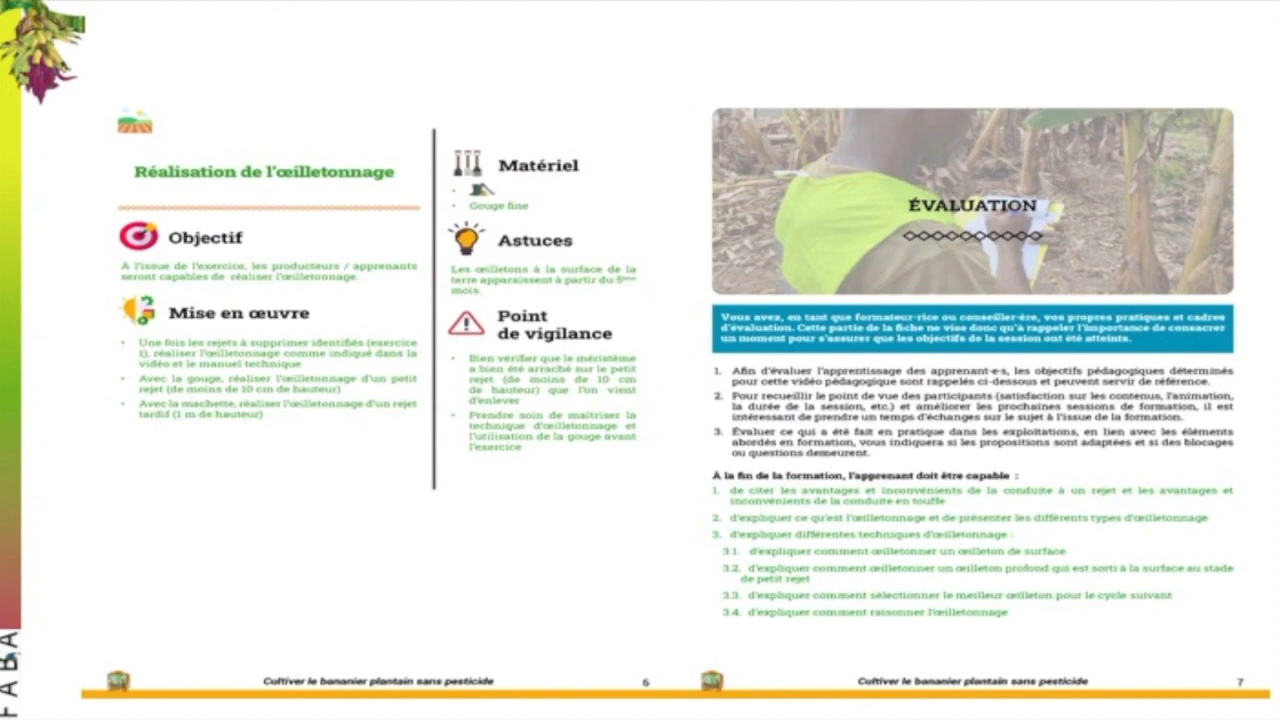 Réalisation de l'œilletonnage
Objectif
À l'issue de l'exercice, les producteurs / apprenants
seront capables de réaliser l'œilletonnage.
Mise en œuvre
• Une fois les rejets à supprimer identifiés (exercice
1), réaliser l'œilletonnage comme indiqué dans la
vidéo et le manuel technique
• Avec la gouge, réaliser l'œilletonnage d'un petit
rejet (de moins de 10 cm de hauteur)
• Avec la machette, réaliser l'œilletonnage d'un rejet
tardif (1 m de hauteur)
Matériel
• Gouge fine
Astuces
Les œilletons à la surface de la
terre apparaissent à partir du 5ème
mois.
Point
de vigilance
• Bien vérifier que le méristème
a bien été arraché sur le petit
rejet (de moins de 10 cm
de hauteur) que l'on vient
d'enlever
• Prendre soin de maîtriser la
technique d'œilletonnage et
l'utilisation de la gouge avant
l'exercice
Cultiver le bananier plantain sans pesticide
6
ÉVALUATION
Vous avez, en tant que formateur·rice ou conseiller·ère, vos propres pratiques et cadres
d'évaluation. Cette partie de la fiche ne vise donc qu'à rappeler l'importance de consacrer
un moment pour s'assurer que les objectifs de la session ont été atteints.
1. Afin d'évaluer l'apprentissage des apprenant·e·s, les objectifs pédagogiques déterminés
pour cette vidéo pédagogique sont rappelés ci-dessous et peuvent servir de référence.
2. Pour recueillir le point de vue des participants (satisfaction sur les contenus, l'animation,
la durée de la session, etc.) et améliorer les prochaines sessions de formation, il est
intéressant de prendre un temps d'échanges sur le sujet à l'issue de la formation.
3. Évaluer ce qui a été fait en pratique dans les exploitations, en lien avec les éléments
abordés en formation, vous indiquera si les propositions sont adaptées et si des blocages
ou questions demeurent.
À la fin de la formation, l'apprenant doit être capable :
1. de citer les avantages et inconvénients de la conduite à un rejet et les avantages et
inconvénients de la conduite en touffe
2. d'expliquer ce qu'est l'œilletonnage et de présenter les différents types d'œilletonnage
3. d'expliquer différentes techniques d'œilletonnage :
3.1. d'expliquer comment œilletonner un œilleton de surface
3.2. d'expliquer comment œilletonner un œilleton profond qui est sorti à la surface au stade
de petit rejet
3.3. d'expliquer comment sélectionner le meilleur œilleton pour le cycle suivant
3.4. d'expliquer comment raisonner l'œilletonnage
Cultiver le bananier plantain sans pesticide
7
FABA